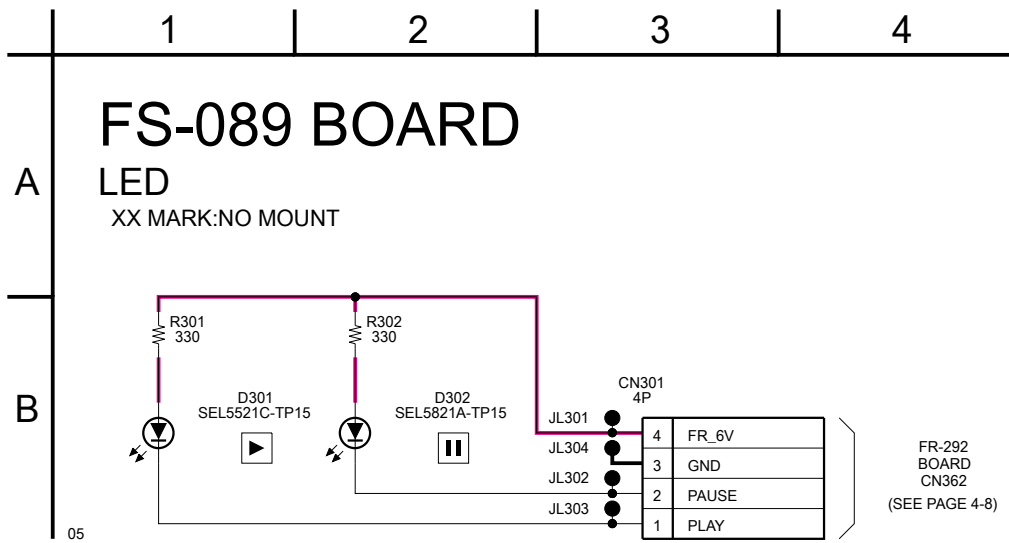 1 2 3 4
FS-089 BOARD
A
LED
XX MARK:NO MOUNT
R301
330
R302
330
B
D301
SEL5521C-TP15
D302
SEL5821A-TP15
CN301
4P
JL301
4 FR_6V
JL304
3 GND
JL302
2 PAUSE
JL303
1 PLAY
FR-292
BOARD
CN362
(SEE PAGE 4-8)
05